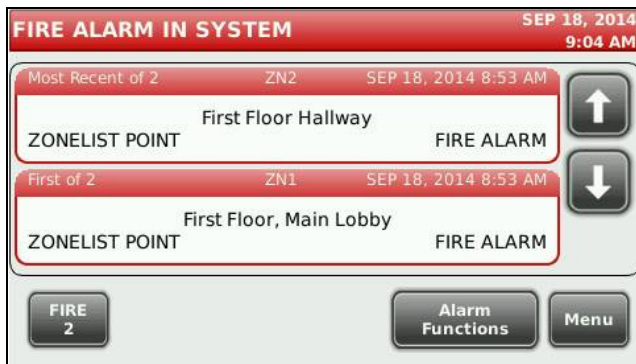 FIRE ALARM IN SYSTEM
SEP 18, 2014
9:04 AM
Most Recent of 2 ZN2 SEP 18, 2014 8:53 AM
First Floor Hallway
ZONELIST POINT FIRE ALARM
First of 2 ZN1 SEP 18, 2014 8:53 AM
First Floor, Main Lobby
ZONELIST POINT FIRE ALARM
FIRE
2
Alarm
Functions
Menu